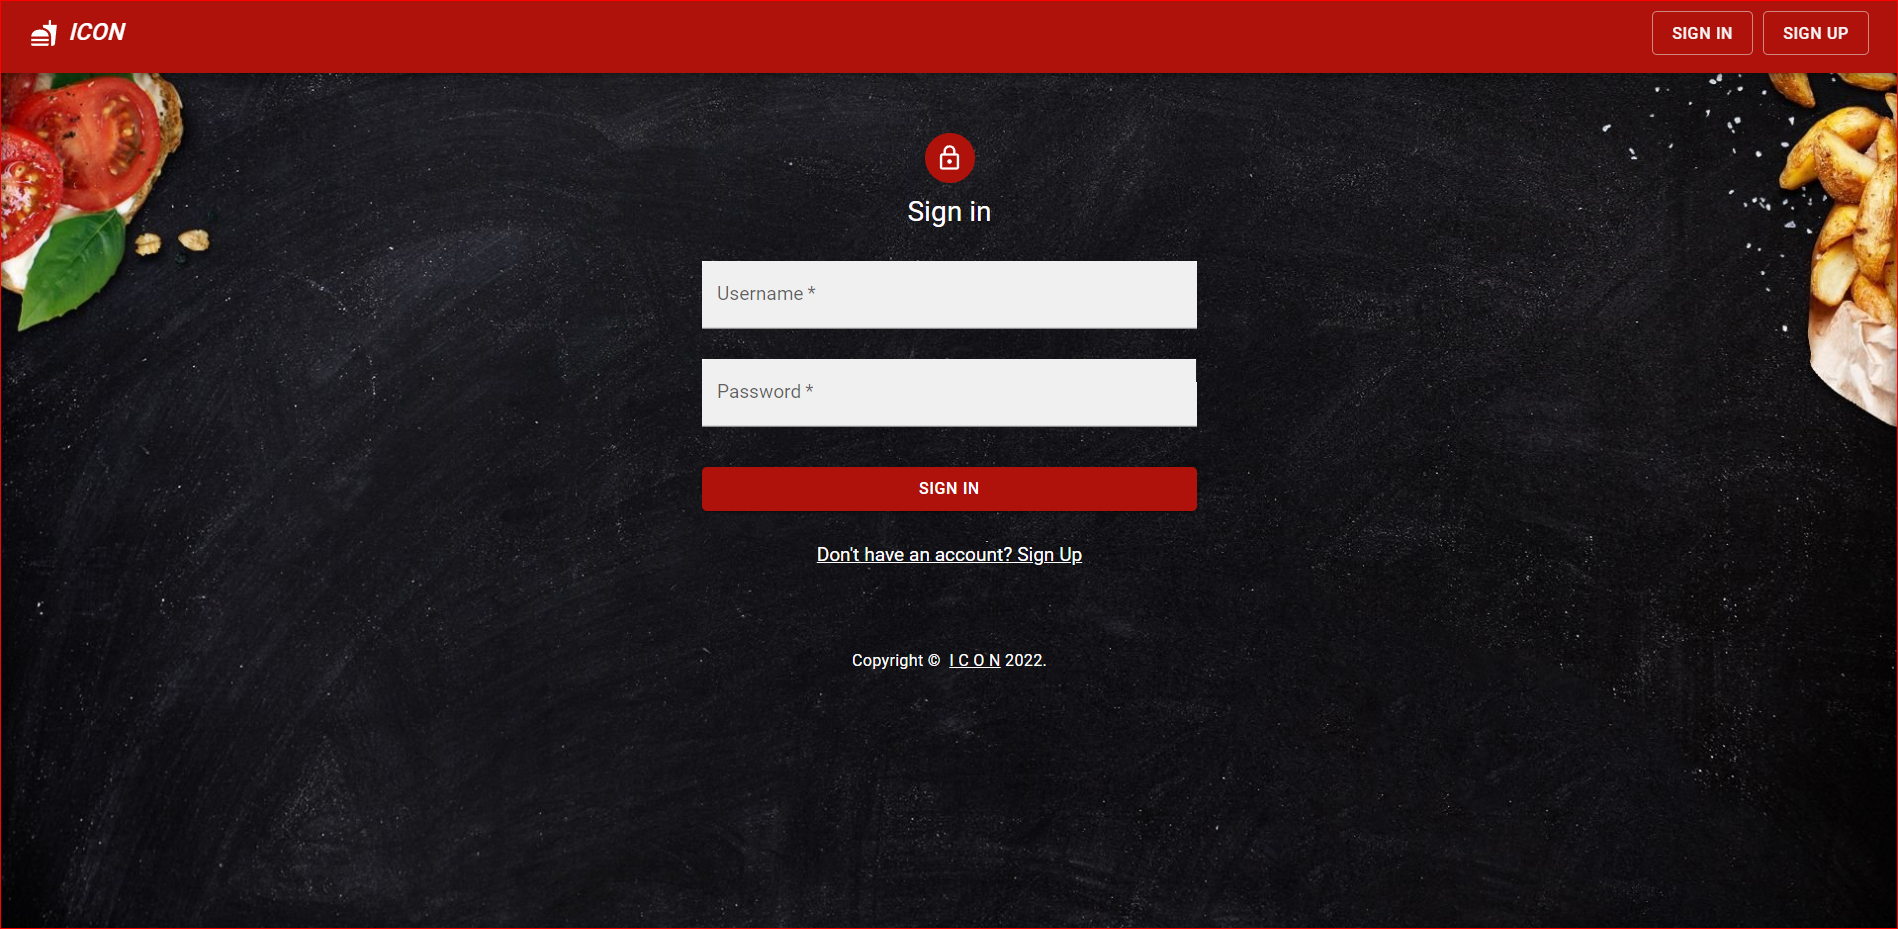 ICON
SIGN IN
SIGN UP
Sign in
Username *
Password *
SIGN IN
Don't have an account? Sign Up
Copyright © I C O N 2022.